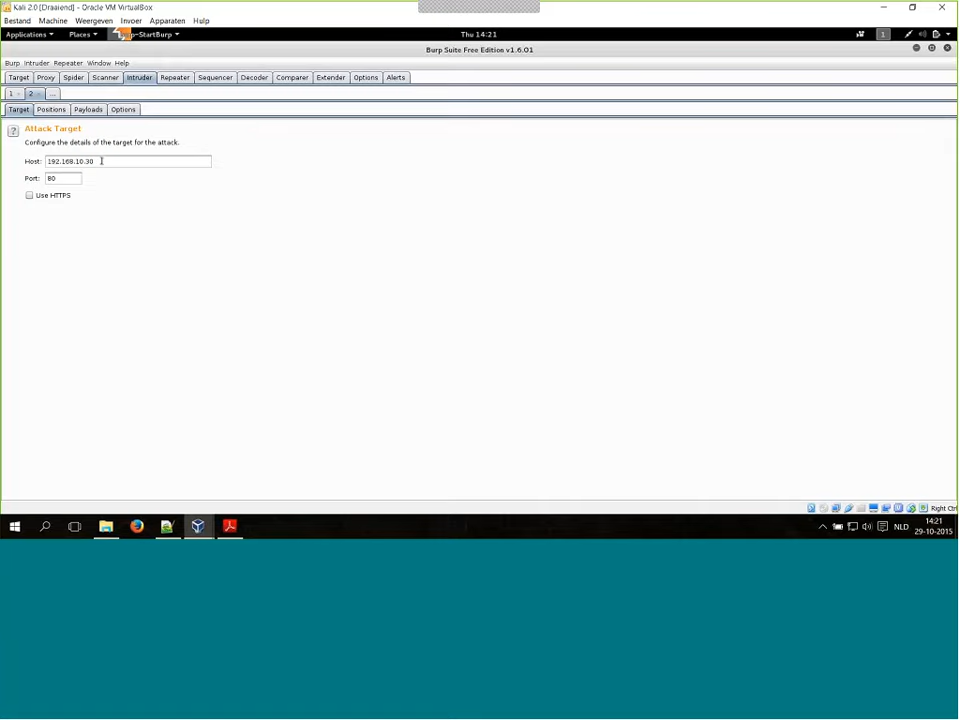 Kali 2.0 [Draaiend] - Oracle VM VirtualBox
Bestand Machine Weergeven Invoer Apparaten Help
Applications Places burp-StartBurp Thu 14:21 1
Burp Suite Free Edition v1.6.01
Burp Intruder Repeater Window Help
Target Proxy Spider Scanner Intruder Repeater Sequencer Decoder Comparer Extender Options Alerts
1 × 2 × ...
Target Positions Payloads Options
? Attack Target
Configure the details of the target for the attack.
Host: 192.168.10.30
Port: 80
Use HTTPS
Right Ctrl
NLD 14:21
29-10-2015